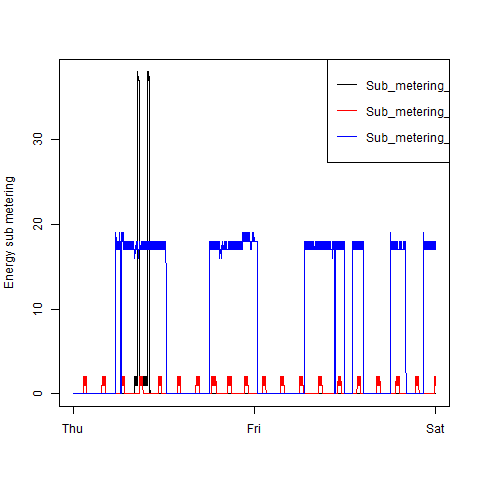 Sub_metering_
Sub_metering_
Sub_metering_
Energy sub metering
30
20
10
0
Thu
Fri
Sat